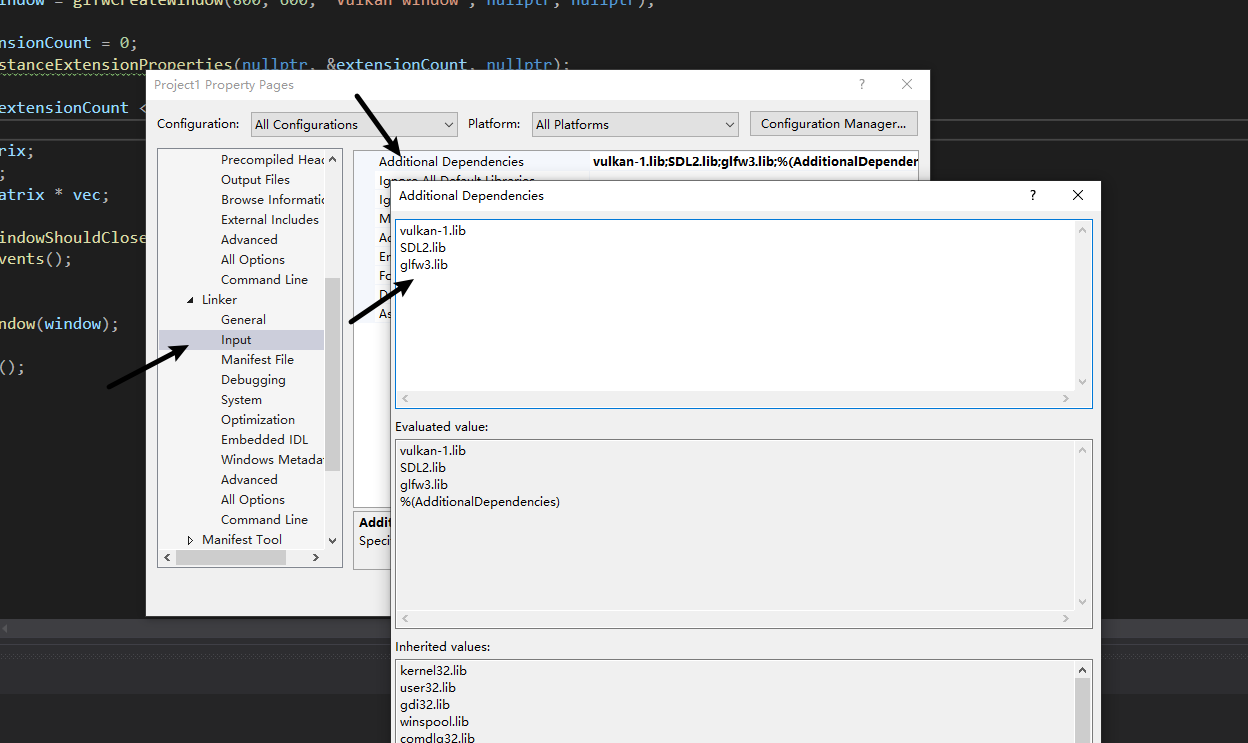 = glfwCreateWindow(800, 600, "Vulkan window", nullptr, nullptr);
nsionCount = 0;
stanceExtensionProperties(nullptr, &extensionCount, nullptr);
Project1 Property Pages
?
extensionCount <
Configuration:
All Configurations
Platform:
All Platforms
Configuration Manager...
rix;
;
atrix * vec;
indowShouldClose
vents();
ndow(window);
();
Precompiled Head
Output Files
Browse Informatio
External Includes
Advanced
All Options
Command Line
Linker
General
Input
Manifest File
Debugging
System
Optimization
Embedded IDL
Windows Metada
Advanced
All Options
Command Line
Manifest Tool
Additional Dependencies
vulkan-1.lib;SDL2.lib;glfw3.lib;%(AdditionalDependen
Ignore All Default Libraries
Ig
M
Ad
En
Fo
D
As
Addit
Speci
Additional Dependencies
?
vulkan-1.lib
SDL2.lib
glfw3.lib
Evaluated value:
vulkan-1.lib
SDL2.lib
glfw3.lib
%(AdditionalDependencies)
Inherited values:
kernel32.lib
user32.lib
gdi32.lib
winspool.lib
comdlg32.lib